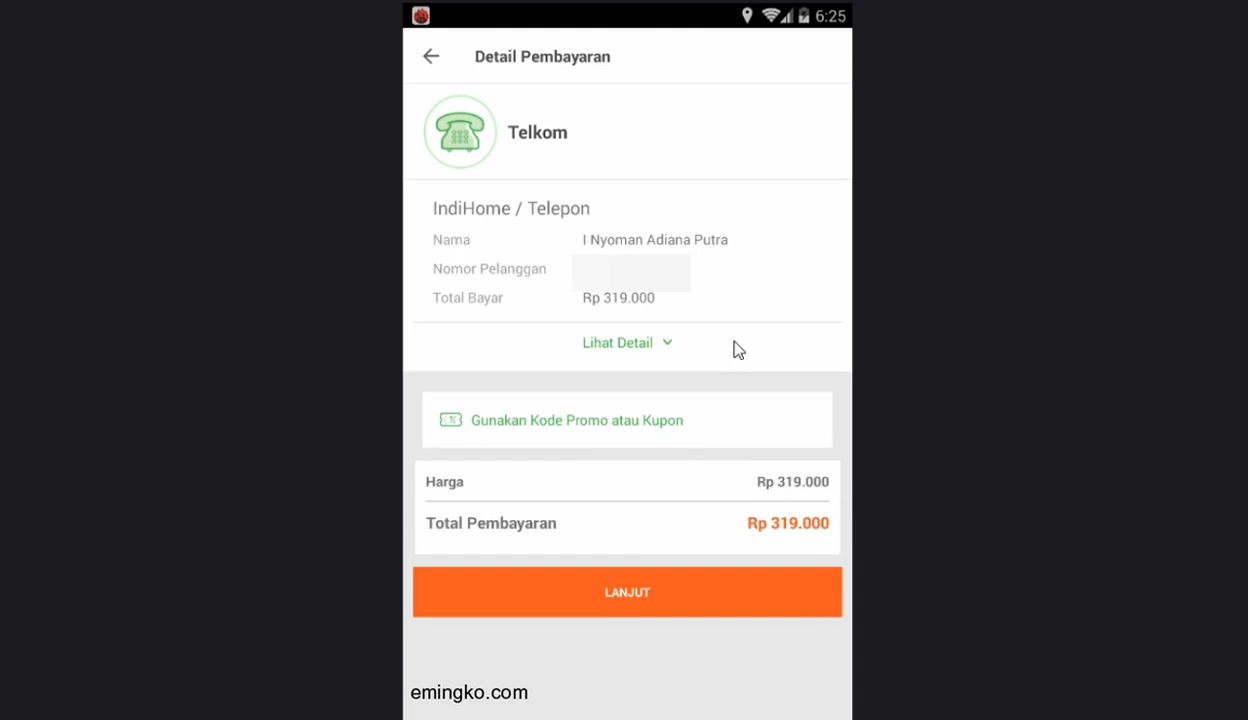 6:25
Detail Pembayaran
Telkom
IndiHome / Telepon
Nama I Nyoman Adiana Putra
Nomor Pelanggan
Total Bayar Rp 319.000
Lihat Detail
Gunakan Kode Promo atau Kupon
Harga Rp 319.000
Total Pembayaran Rp 319.000
LANJUT
emingko.com